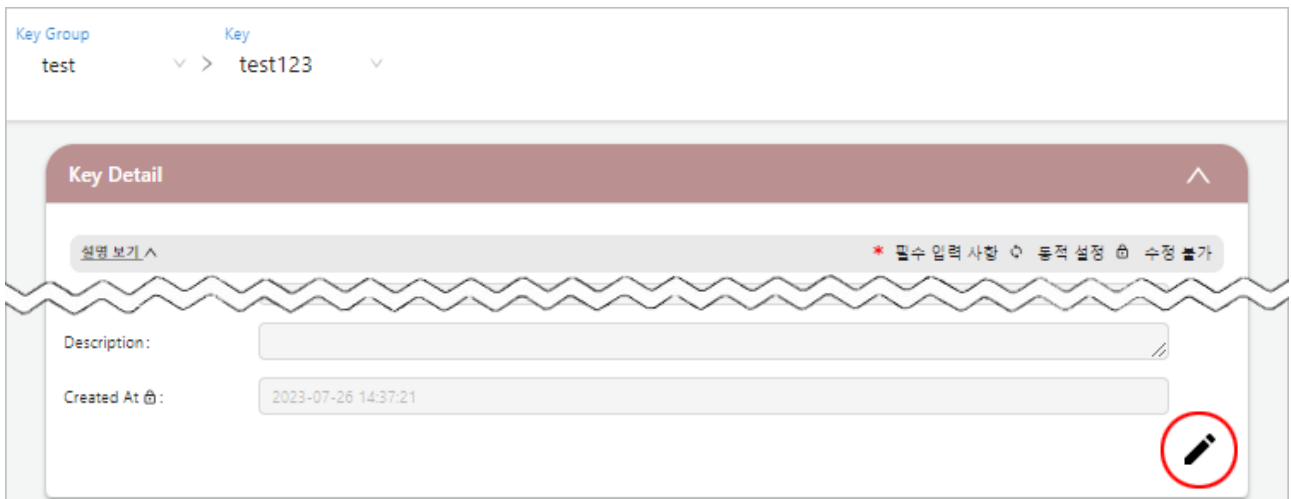 Key Group Key
test > test123
Key Detail
설명 보기 * 필수 입력 사항 동적 설정 수정 불가
Description:
Created At : 2023-07-26 14:37:21